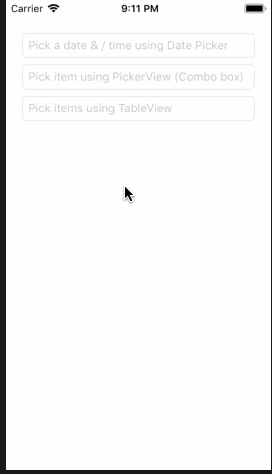 Carrier 9:11 PM
Pick a date & / time using Date Picker
Pick item using PickerView (Combo box)
Pick items using TableView